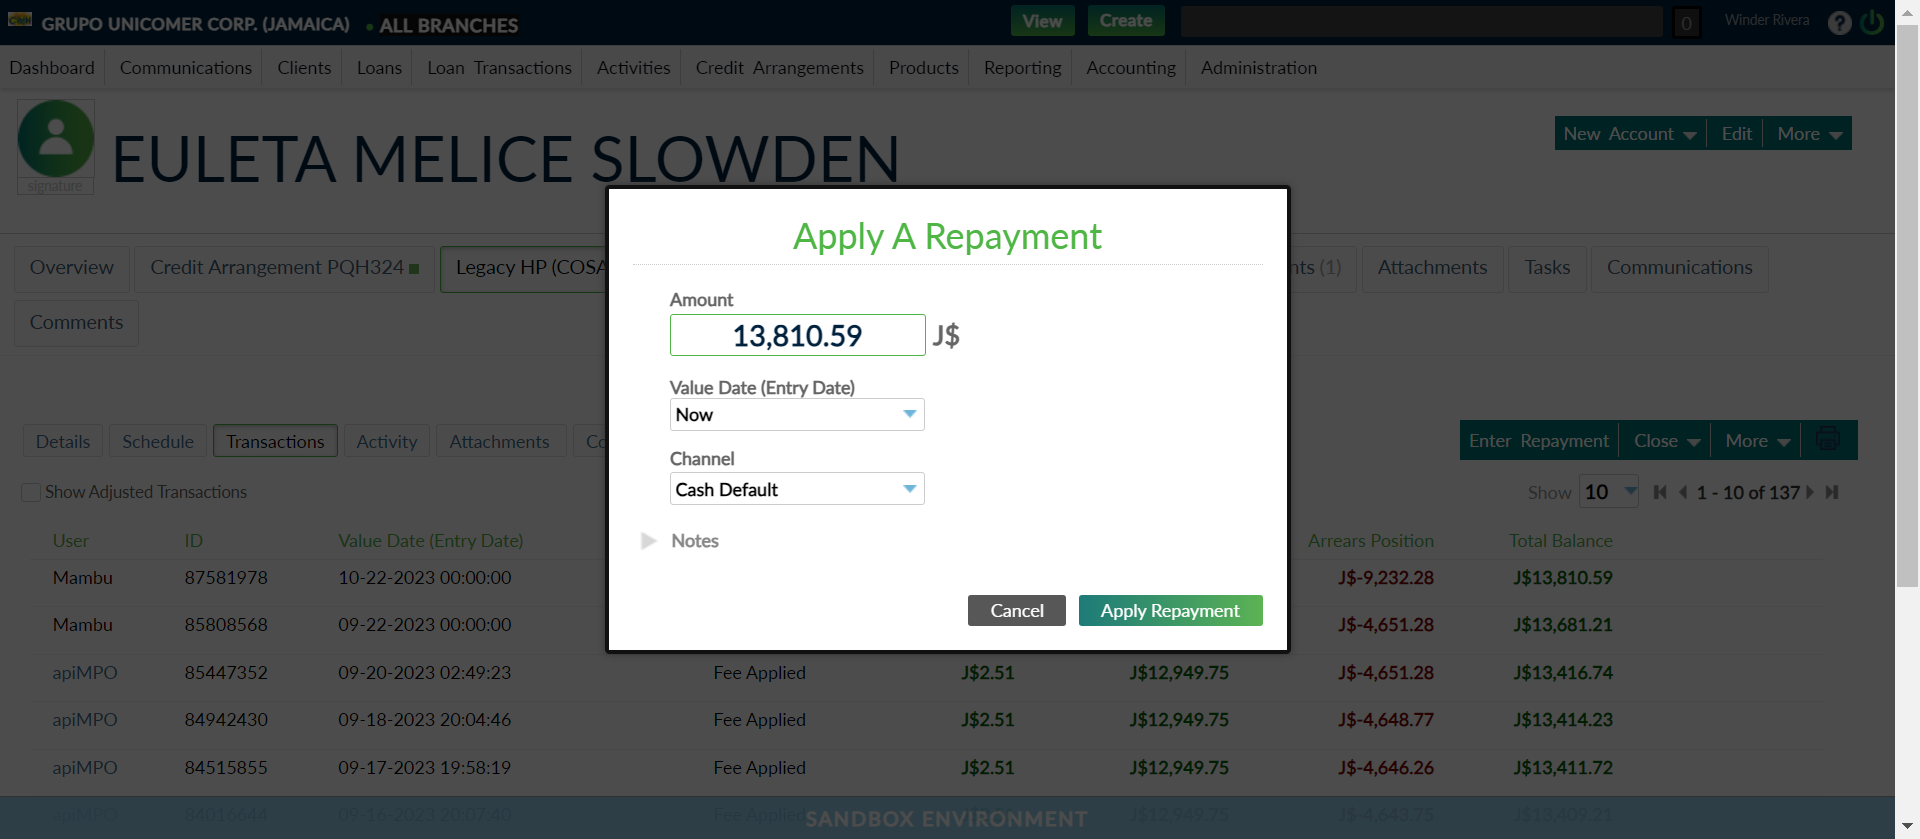 GRUPO UNICOMER CORP. (JAMAICA) • ALL BRANCHES View Create 0 Winder Rivera ?
Dashboard Communications Clients Loans Loan Transactions Activities Credit Arrangements Products Reporting Accounting Administration
signature
EULETA MELICE SLOWDEN
New Account Edit More
Overview Credit Arrangement PQH324 Legacy HP (COSA nts (1) Attachments Tasks Communications
Comments
Apply A Repayment
Amount
13,810.59 J$
Value Date (Entry Date)
Now
Channel
Cash Default
Notes
Cancel Apply Repayment
Details Schedule Transactions Activity Attachments Co Enter Repayment Close More
Show Adjusted Transactions Show 10 1 - 10 of 137
User ID Value Date (Entry Date) Arrears Position Total Balance
Mambu 87581978 10-22-2023 00:00:00 J$-9,232.28 J$13,810.59
Mambu 85808568 09-22-2023 00:00:00 J$-4,651.28 J$13,681.21
apiMPO 85447352 09-20-2023 02:49:23 Fee Applied J$2.51 J$12,949.75 J$-4,651.28 J$13,416.74
apiMPO 84942430 09-18-2023 20:04:46 Fee Applied J$2.51 J$12,949.75 J$-4,648.77 J$13,414.23
apiMPO 84515855 09-17-2023 19:58:19 Fee Applied J$2.51 J$12,949.75 J$-4,646.26 J$13,411.72
apiMPO 84016644 09-16-2023 20:07:40 Fee Applied J$12,949.75 J$-4,643.75 J$13,409.21
SANDBOX ENVIRONMENT